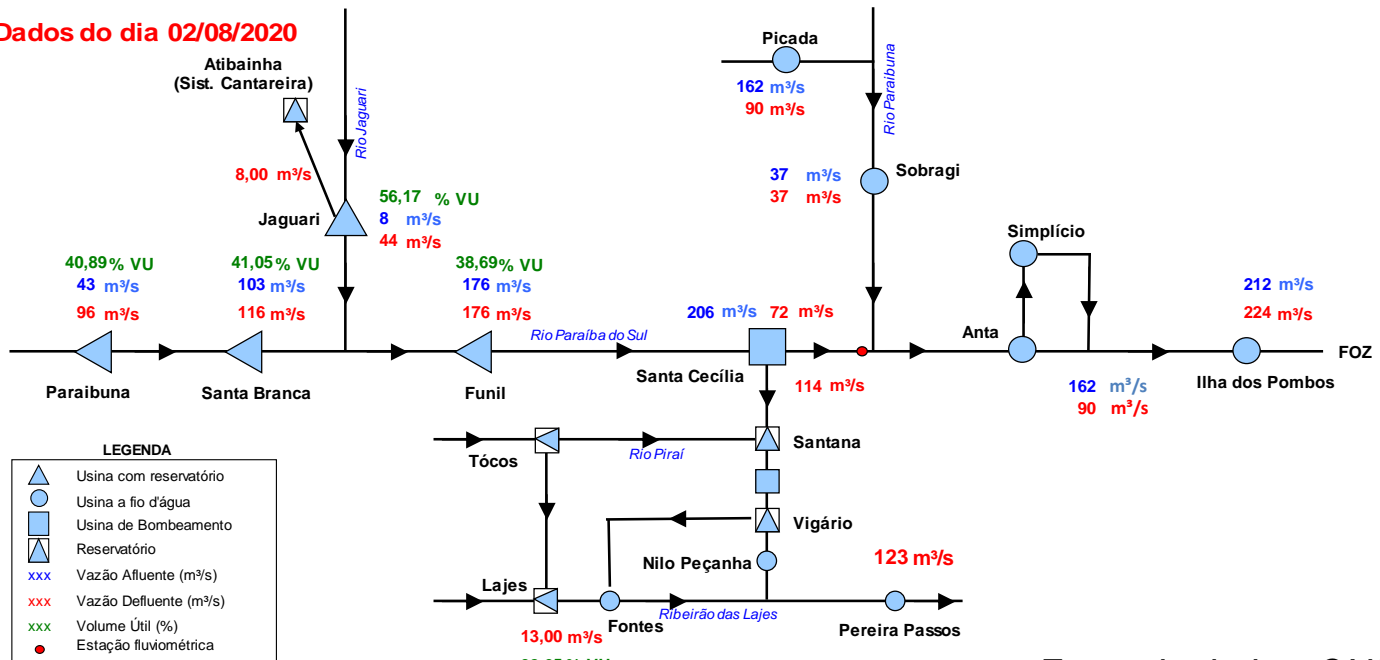 Dados do dia 02/08/2020
Atibainha
(Sist. Cantareira)
Rio Jaguari
8,00 m³/s
Jaguari
56,17 % VU
8 m³/s
44 m³/s
Picada
162 m³/s
90 m³/s
Rio Paraibuna
37 m³/s
37 m³/s
Sobragi
40,89% VU
43 m³/s
96 m³/s
Paraibuna
41,05% VU
103 m³/s
116 m³/s
Santa Branca
38,69% VU
176 m³/s
176 m³/s
Funil
Rio Paraíba do Sul
206 m³/s 72 m³/s
Santa Cecília
114 m³/s
Simplício
Anta
162 m³/s
90 m³/s
212 m³/s
224 m³/s
Ilha dos Pombos
FOZ
Tócos
Rio Piraí
Santana
Vigário
Nilo Peçanha
123 m³/s
Lajes
13,00 m³/s
Fontes
Ribeirão das Lajes
Pereira Passos
LEGENDA
Usina com reservatório
Usina a fio d'água
Usina de Bombeamento
Reservatório
xxx Vazão Afluente (m³/s)
xxx Vazão Defluente (m³/s)
xxx Volume Útil (%)
Estação fluviométrica